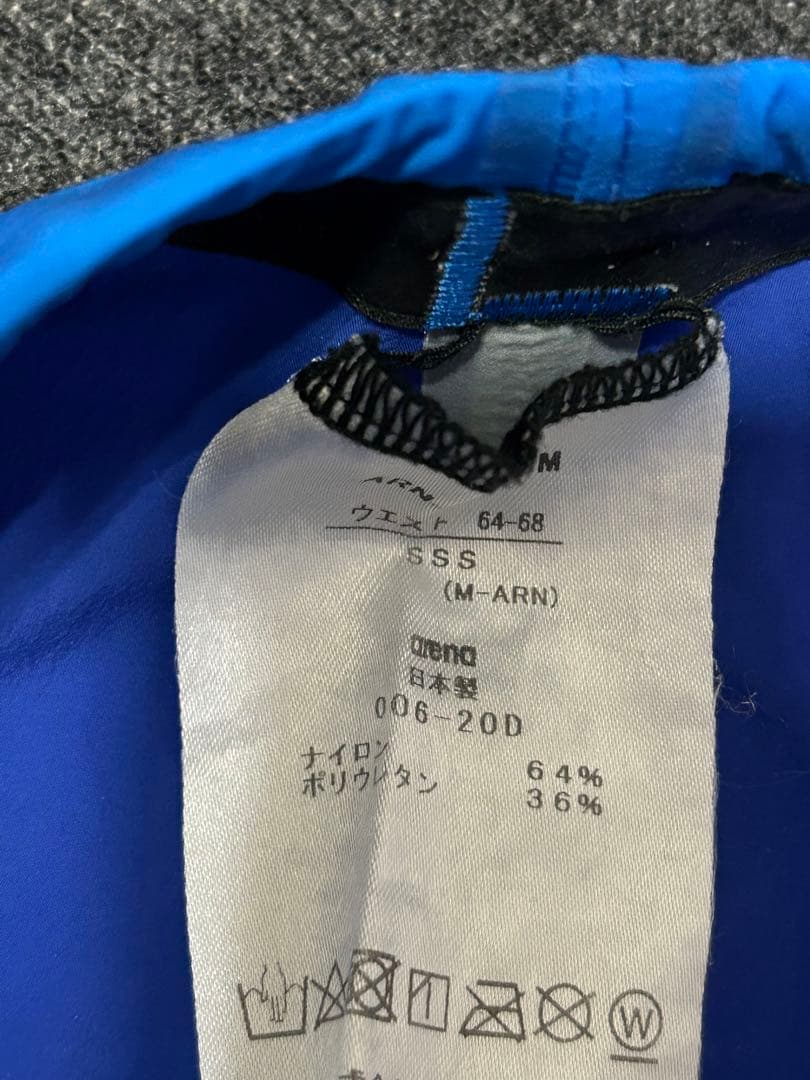 M
ARN
ウエスト 64-68
SSS
(M-ARN)
arena
日本製
006-20D
ナイロン 64%
ポリウレタン 36%
W